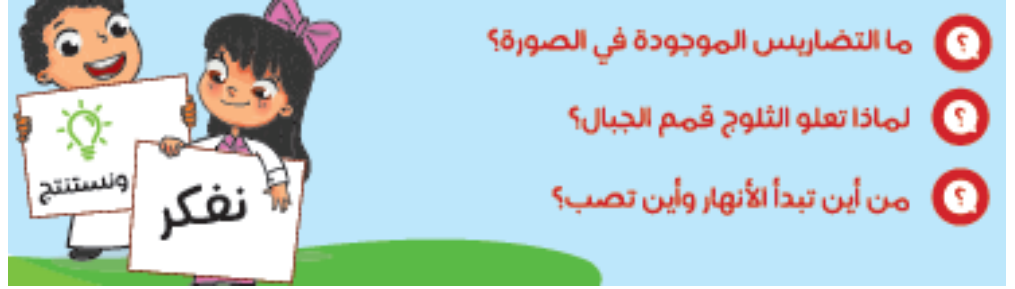 ما التضاريس الموجودة في الصورة؟
لماذا تعلو الثلوج قمم الجبال؟
من أين تبدأ الأنهار وأين تصب؟
نفكر
ونستنتج